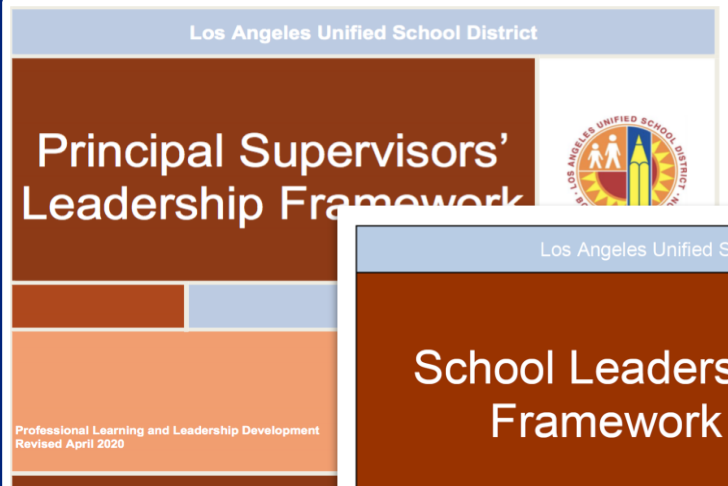 Los Angeles Unified School District
Principal Supervisors’
Leadership Framework
LOS ANGELES UNIFIED SCHOOL DISTRICT
Professional Learning and Leadership Development
Revised April 2020
Los Angeles Unified S
School Leaders
Framework